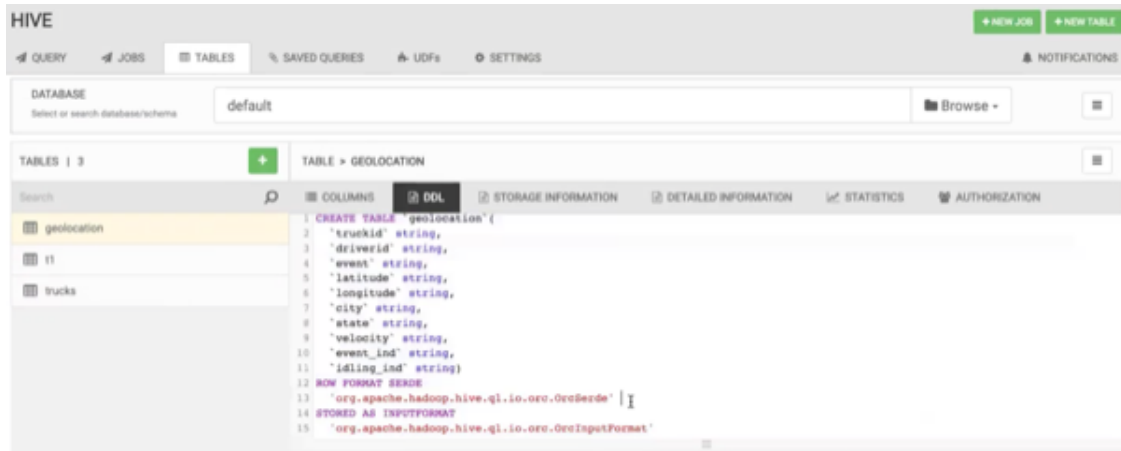 HIVE
+ NEW JOB + NEW TABLE
QUERY JOBS TABLES SAVED QUERIES UDFs SETTINGS NOTIFICATIONS
DATABASE
Select or search database/schema
default
Browse
TABLES | 3
+
TABLE > GEOLOCATION
Search
COLUMNS DDL STORAGE INFORMATION DETAILED INFORMATION STATISTICS AUTHORIZATION
geolocation
t1
trucks
1 CREATE TABLE `geolocation`(
2 `truckid` string,
3 `driverid` string,
4 `event` string,
5 `latitude` string,
6 `longitude` string,
7 `city` string,
8 `state` string,
9 `velocity` string,
10 `event_ind` string,
11 `idling_ind` string)
12 ROW FORMAT SERDE
13 'org.apache.hadoop.hive.ql.io.orc.OrcSerde'
14 STORED AS INPUTFORMAT
15 'org.apache.hadoop.hive.ql.io.orc.OrcInputFormat'